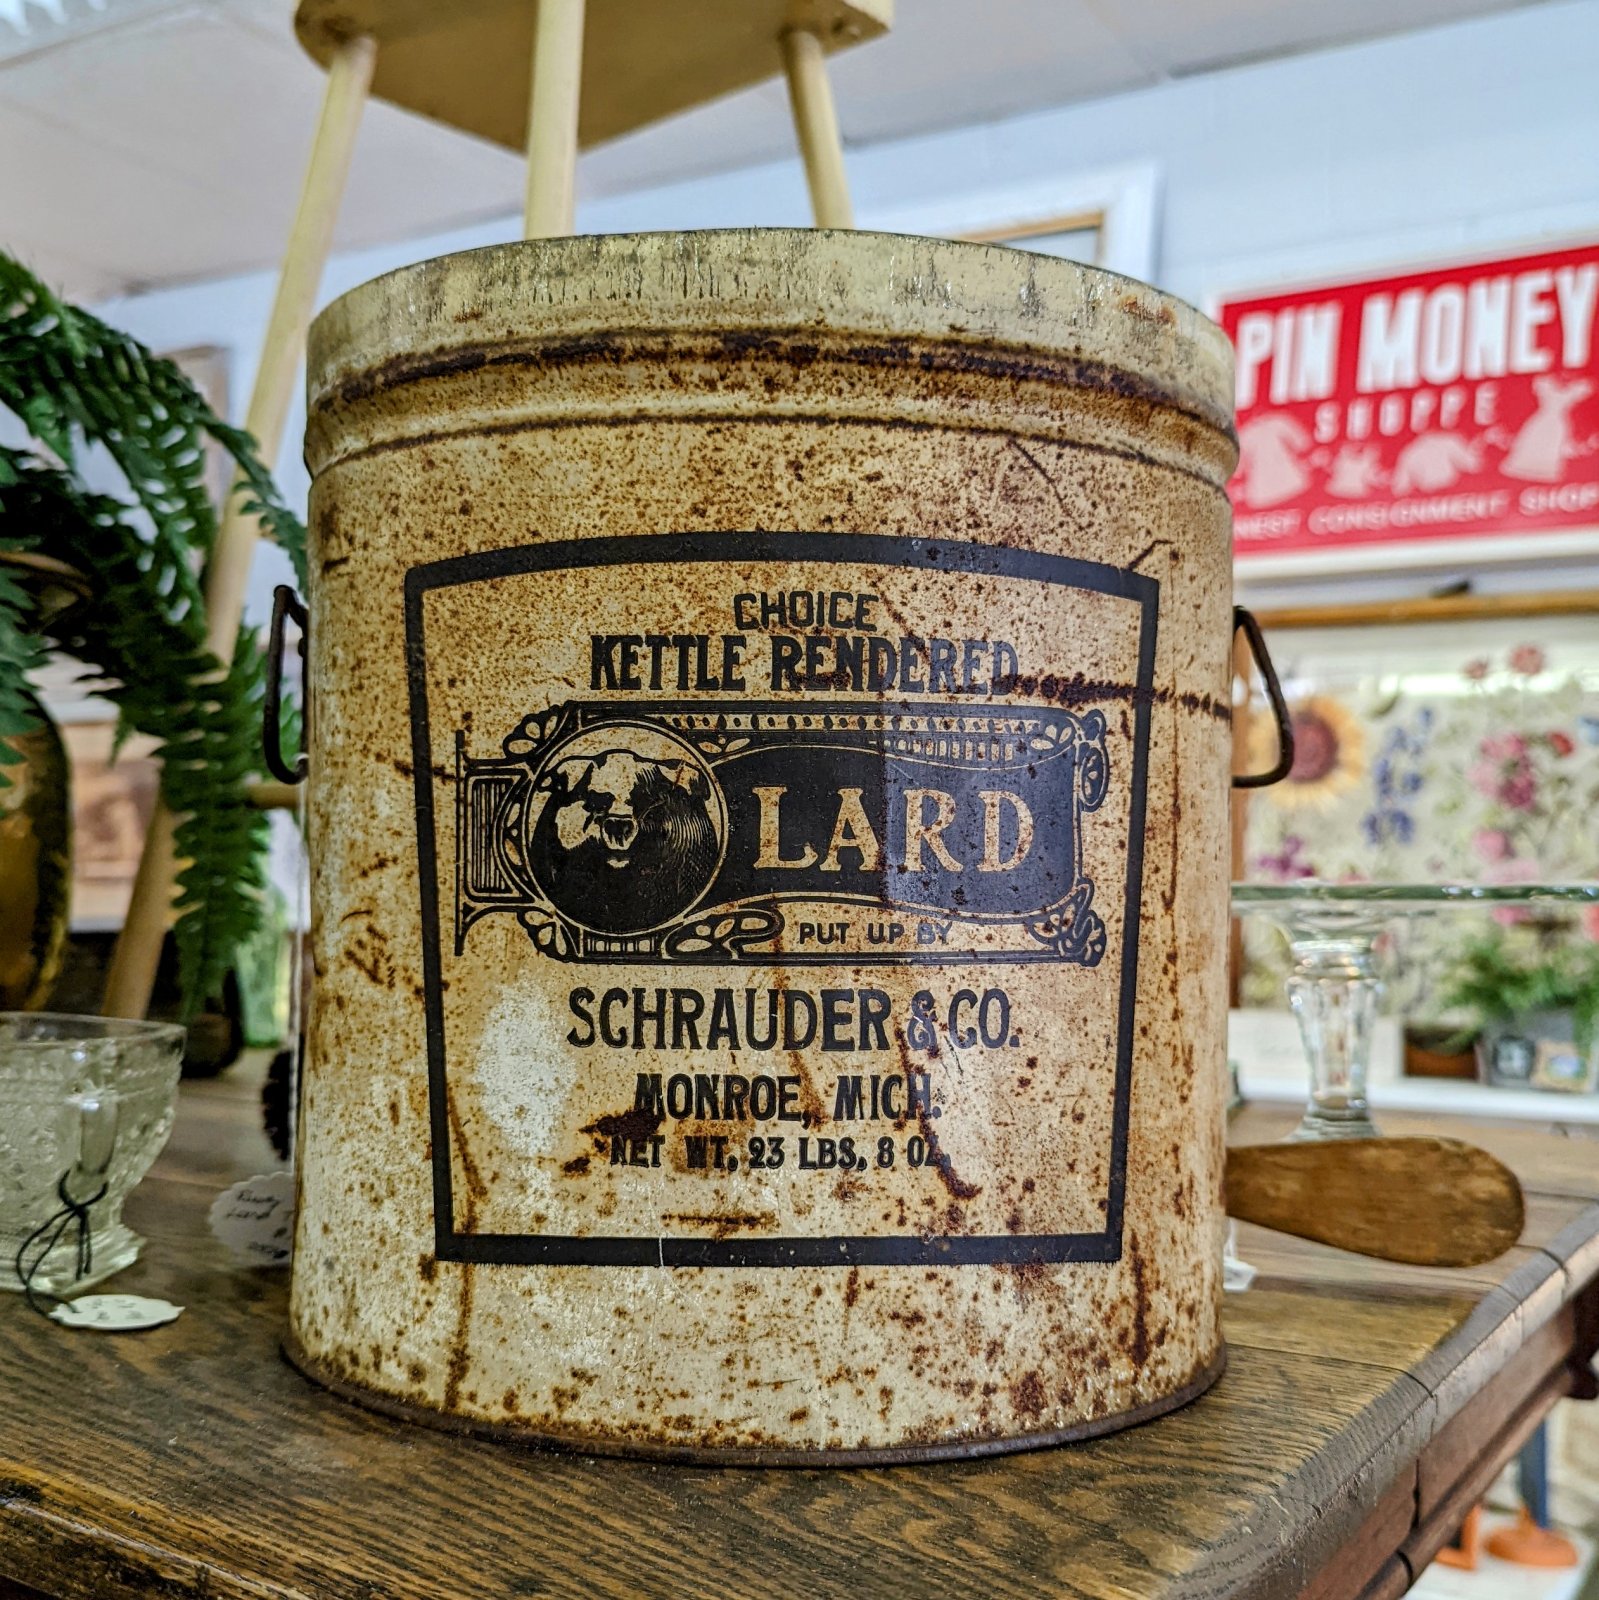 CHOICE
KETTLE RENDERED
LARD
PUT UP BY
SCHRAUDER & CO.
MONROE, MICH.
NET WT. 23 LBS. 8 OZ.
PIN MONEY
SHOPPE
CONSIGNMENT SHOP